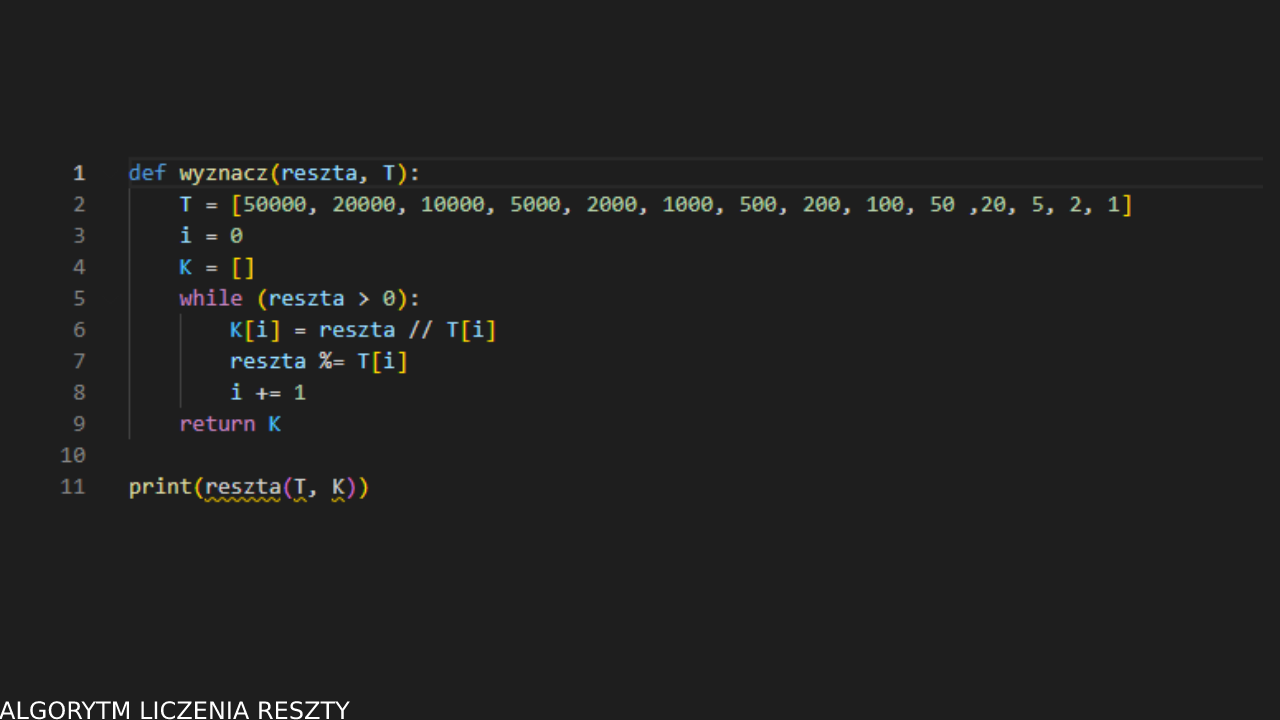 1 def wyznacz(reszta, T):
2 T = [50000, 20000, 10000, 5000, 2000, 1000, 500, 200, 100, 50 ,20, 5, 2, 1]
3 i = 0
4 K = []
5 while (reszta > 0):
6 K[i] = reszta // T[i]
7 reszta %= T[i]
8 i += 1
9 return K
10
11 print(reszta(T, K))
ALGORYTM LICZENIA RESZTY